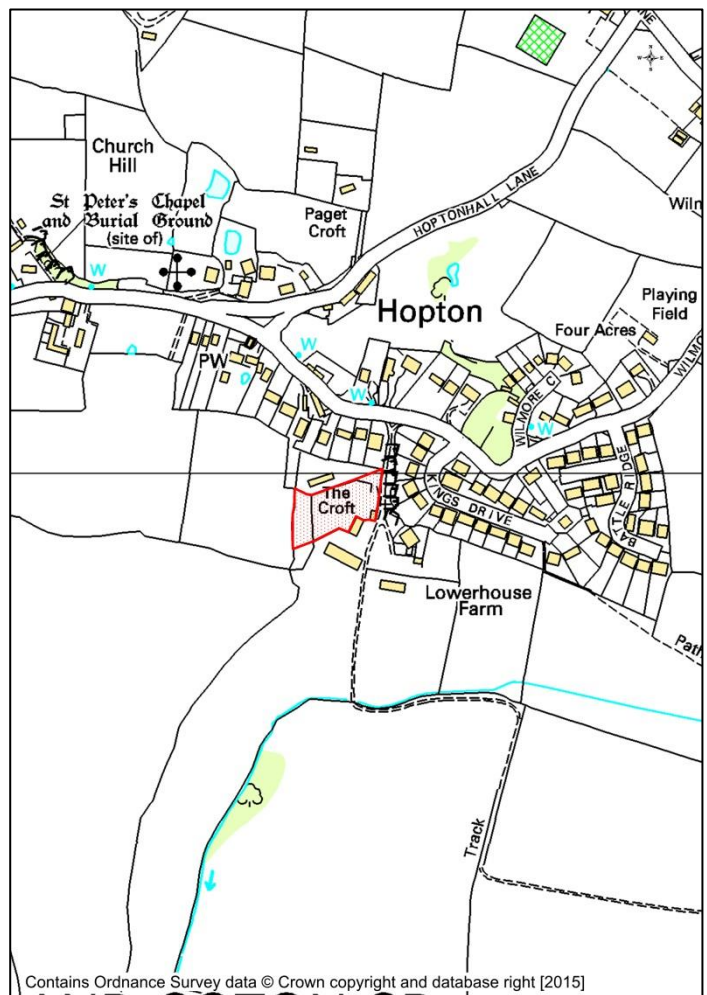 Church
Hill
St Peter's Chapel
and Burial Ground
(site of)
W
Paget
Croft
HOPTONHALL LANE
Hopton
Playing
Field
Four Acres
PW
W
W
W
WILMORE C
KINGS DRIVE
BATTLE RIDGE
The
Croft
Lowerhouse
Farm
Path
Track
Contains Ordnance Survey data © Crown copyright and database right [2015]